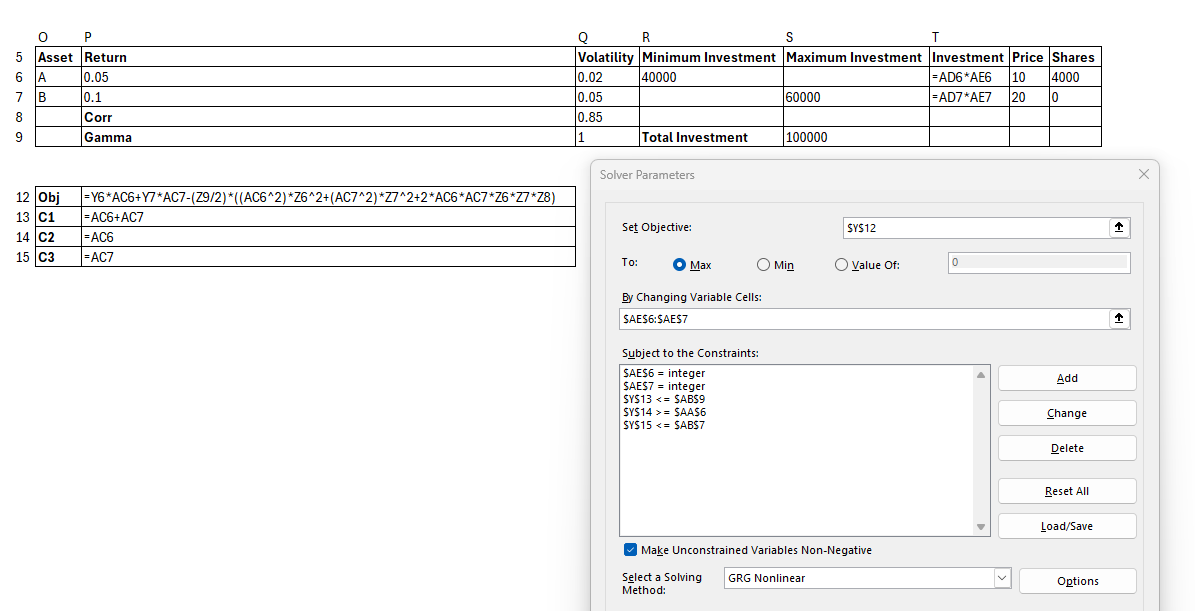 O P Q R S T
5 Asset Return Volatility Minimum Investment Maximum Investment Investment Price Shares
6 A 0.05 0.02 40000 =AD6*AE6 10 4000
7 B 0.1 0.05 60000 =AD7*AE7 20 0
8 Corr 0.85
9 Gamma 1 Total Investment 100000
12 Obj =Y6*AC6+Y7*AC7-(Z9/2)*((AC6^2)*Z6^2+(AC7^2)*Z7^2+2*AC6*AC7*Z6*Z7*Z8)
13 C1 =AC6+AC7
14 C2 =AC6
15 C3 =AC7
Solver Parameters
Set Objective: $Y$12
To: Max Min Value Of: 0
By Changing Variable Cells:
$AE$6:$AE$7
Subject to the Constraints:
$AE$6 = integer
$AE$7 = integer
$Y$13 <= $AB$9
$Y$14 >= $AA$6
$Y$15 <= $AB$7
Add
Change
Delete
Reset All
Load/Save
Make Unconstrained Variables Non-Negative
Select a Solving Method: GRG Nonlinear Options